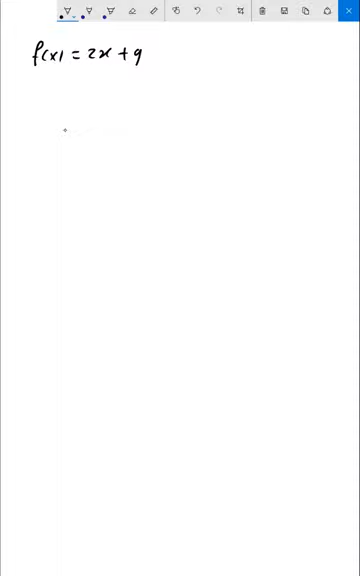 f(x) = 2x + 9